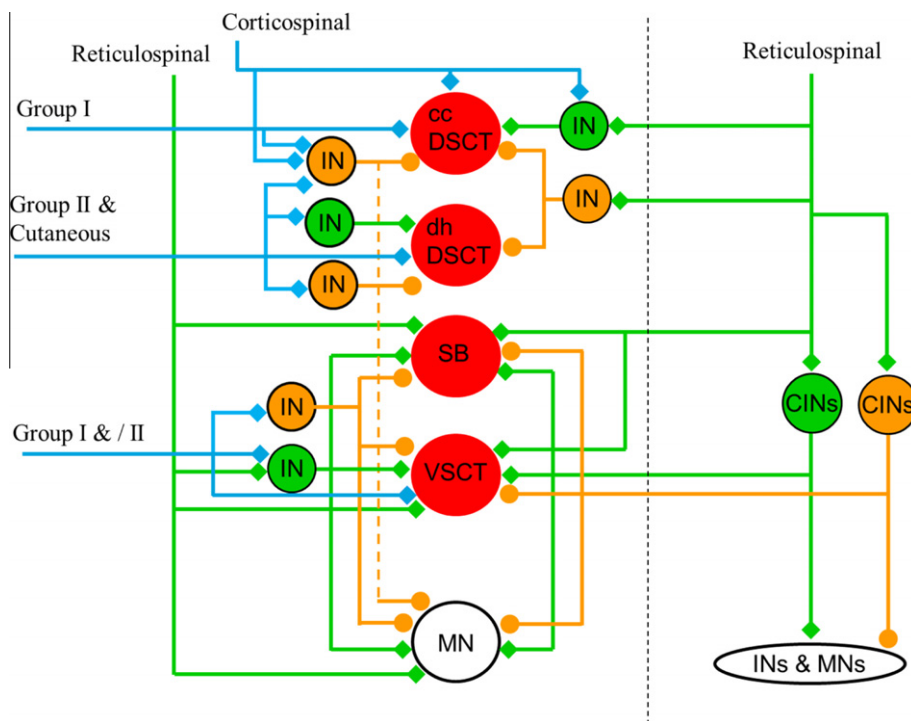 Corticospinal
Reticulospinal
Reticulospinal
Group I
cc
DSCT
IN
IN
Group II &
Cutaneous
IN
dh
DSCT
IN
IN
SB
IN
CINs
CINs
Group I & / II
IN
VSCT
MN
INs & MNs